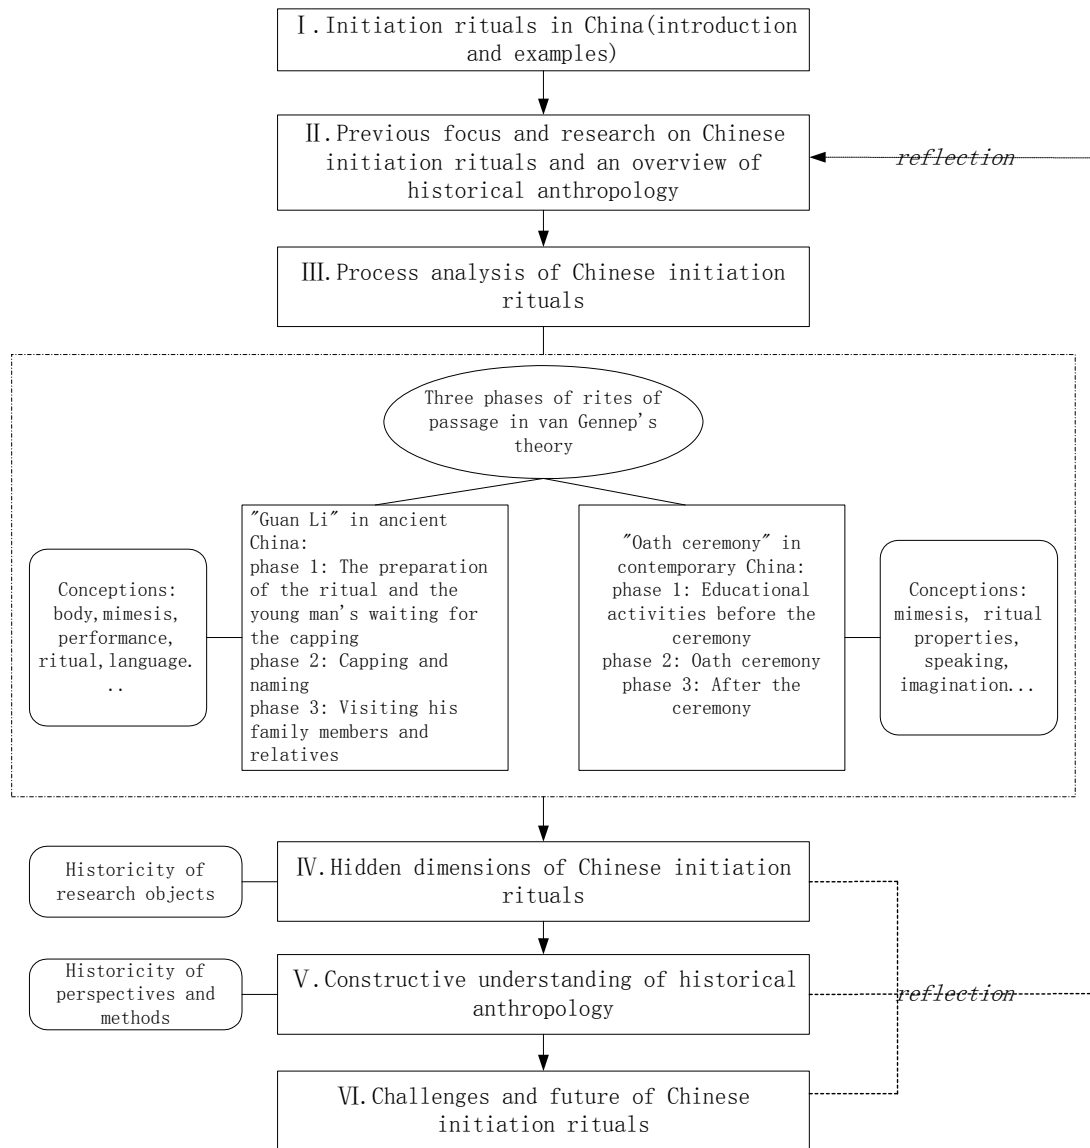 Ⅰ.Initiation rituals in China(introduction
and examples)
Ⅱ.Previous focus and research on Chinese
initiation rituals and an overview of
historical anthropology
reflection
Ⅲ.Process analysis of Chinese initiation
rituals
Three phases of rites of
passage in van Gennep's
theory
Conceptions:
body,mimesis,
performance,
ritual,language.
..
"Guan Li" in ancient
China:
phase 1: The preparation
of the ritual and the
young man's waiting for
the capping
phase 2: Capping and
naming
phase 3: Visiting his
family members and
relatives
"Oath ceremony" in
contemporary China:
phase 1: Educational
activities before the
ceremony
phase 2: Oath ceremony
phase 3: After the
ceremony
Conceptions:
mimesis, ritual
properties,
speaking,
imagination...
Historicity of
research objects
Ⅳ.Hidden dimensions of Chinese initiation
rituals
Historicity of
perspectives and
methods
Ⅴ.Constructive understanding of historical
anthropology
reflection
Ⅵ.Challenges and future of Chinese
initiation rituals